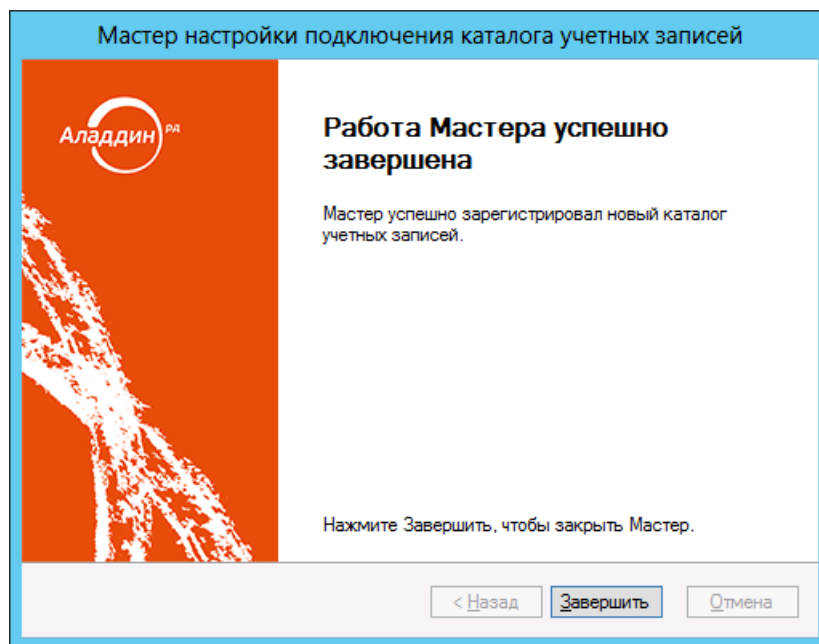 Мастер настройки подключения каталога учетных записей
Аладдин РД
Работа Мастера успешно
завершена
Мастер успешно зарегистрировал новый каталог
учетных записей.
Нажмите Завершить, чтобы закрыть Мастер.
< Назад Завершить Отмена